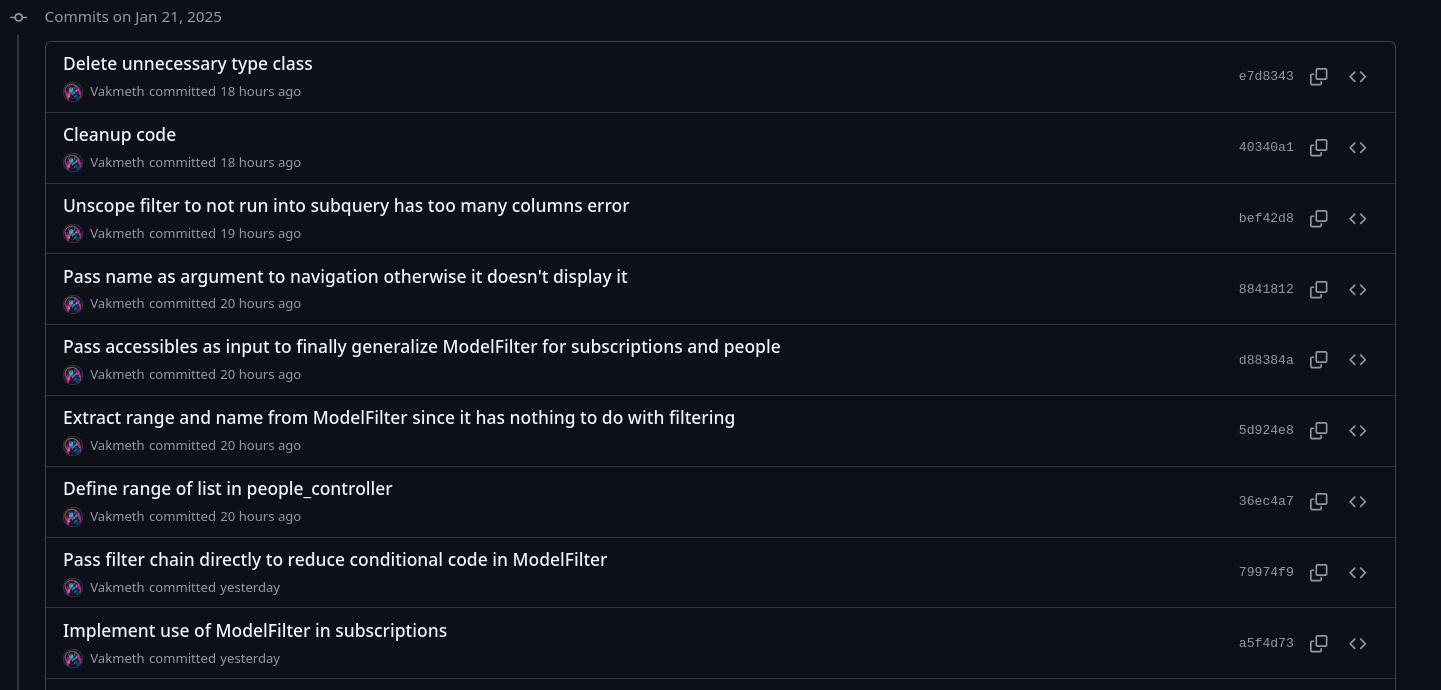 Commits on Jan 21, 2025
Delete unnecessary type class
Vakmeth committed 18 hours ago
e7d8343
Cleanup code
Vakmeth committed 18 hours ago
40340a1
Unscope filter to not run into subquery has too many columns error
Vakmeth committed 19 hours ago
bef42d8
Pass name as argument to navigation otherwise it doesn't display it
Vakmeth committed 20 hours ago
8841812
Pass accessibles as input to finally generalize ModelFilter for subscriptions and people
Vakmeth committed 20 hours ago
d88384a
Extract range and name from ModelFilter since it has nothing to do with filtering
Vakmeth committed 20 hours ago
5d924e8
Define range of list in people_controller
Vakmeth committed 20 hours ago
36ec4a7
Pass filter chain directly to reduce conditional code in ModelFilter
Vakmeth committed yesterday
79974f9
Implement use of ModelFilter in subscriptions
Vakmeth committed yesterday
a5f4d73